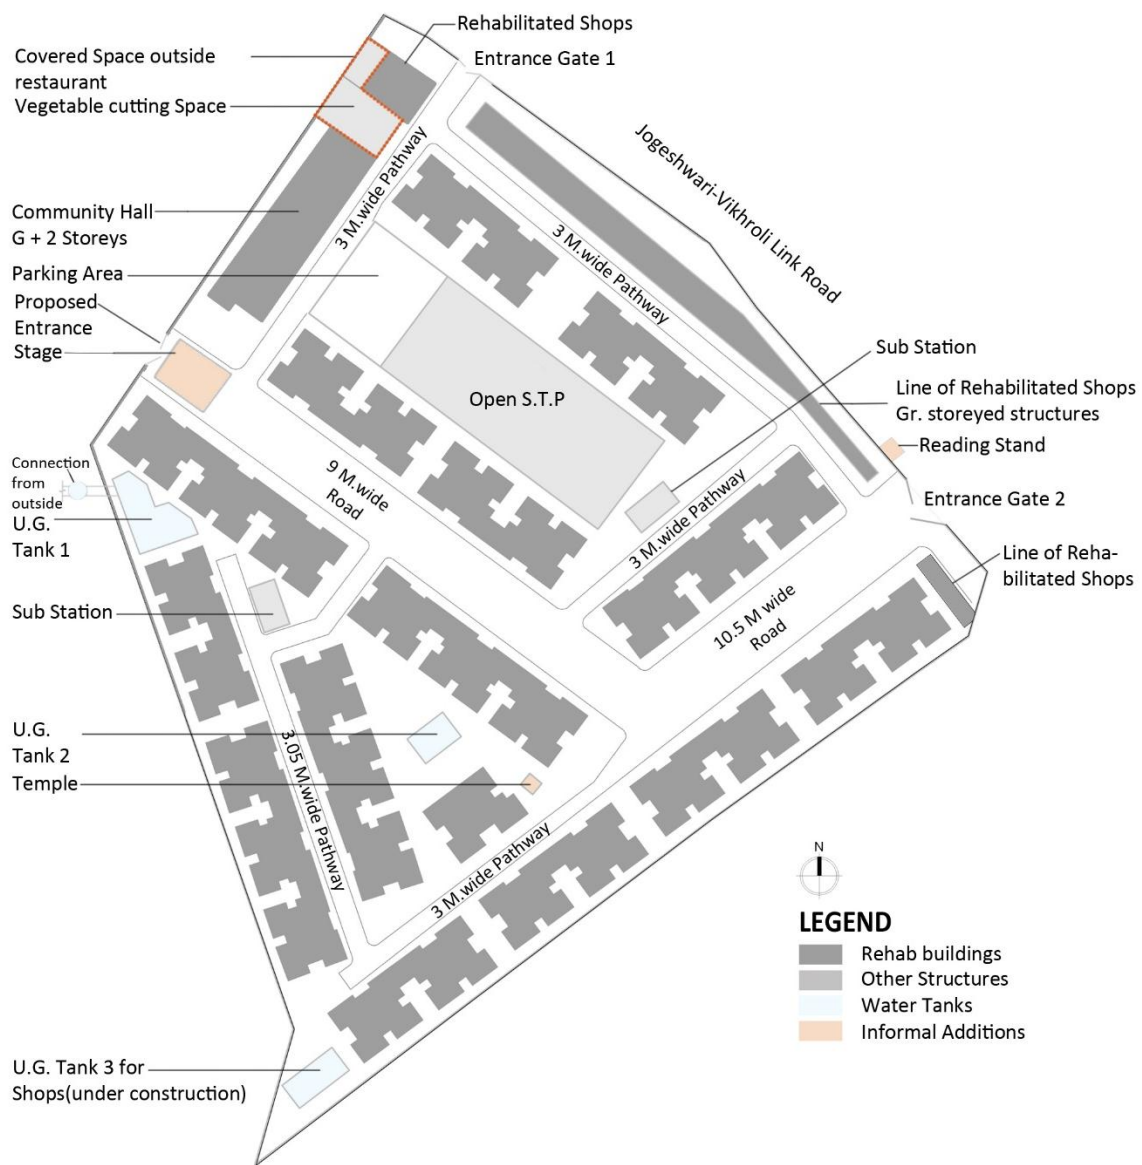 Rehabilitated Shops
Entrance Gate 1
Covered Space outside
restaurant
Vegetable cutting Space
Jogeshwari-Vikhroli Link Road
3 M.wide Pathway
Community Hall
G + 2 Storeys
3 M.wide Pathway
Parking Area
Proposed
Entrance
Stage
Sub Station
Line of Rehabilitated Shops
Gr. storeyed structures
Open S.T.P
Reading Stand
Connection
from
outside
9 M.wide
Road
Entrance Gate 2
U.G.
Tank 1
3 M.wide Pathway
Line of Reha-
bilitated Shops
Sub Station
10.5 M wide
Road
U.G.
Tank 2
3.05 M.wide Pathway
Temple
3 M.wide Pathway
N
LEGEND
Rehab buildings
Other Structures
Water Tanks
Informal Additions
U.G. Tank 3 for
Shops(under construction)